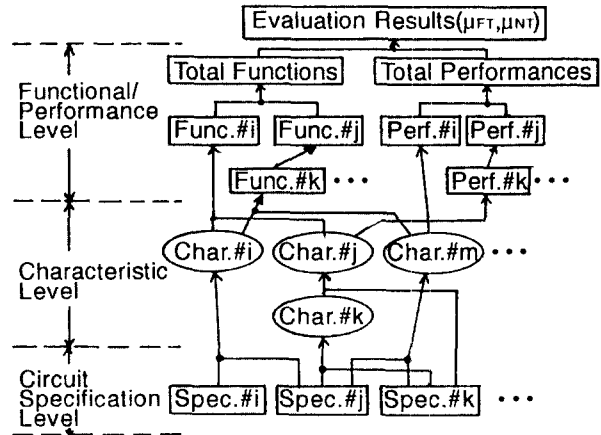 Evaluation Results(μFT,μNT)
Total Functions
Total Performances
Functional/
Performance
Level
Func.#i
Func.#j
Perf.#i
Perf.#j
Func.#k
•••
Perf.#k
•••
Characteristic
Level
Char.#i
Char.#j
Char.#m
•••
Char.#k
Circuit
Specification
Level
Spec.#i
Spec.#j
Spec.#k
•••